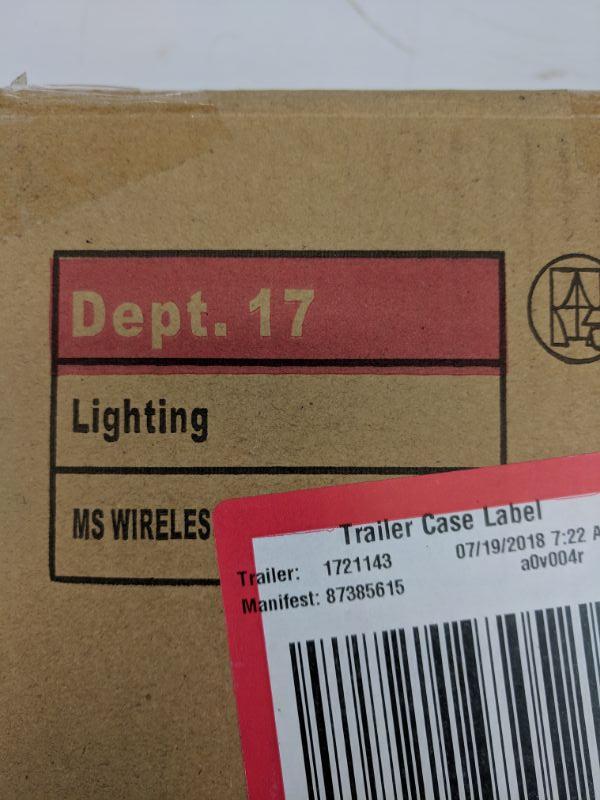 Dept. 17
Lighting
MS WIRELES
Trailer Case Label
Trailer: 1721143 07/19/2018 7:22 A
a0v004r
Manifest: 87385615